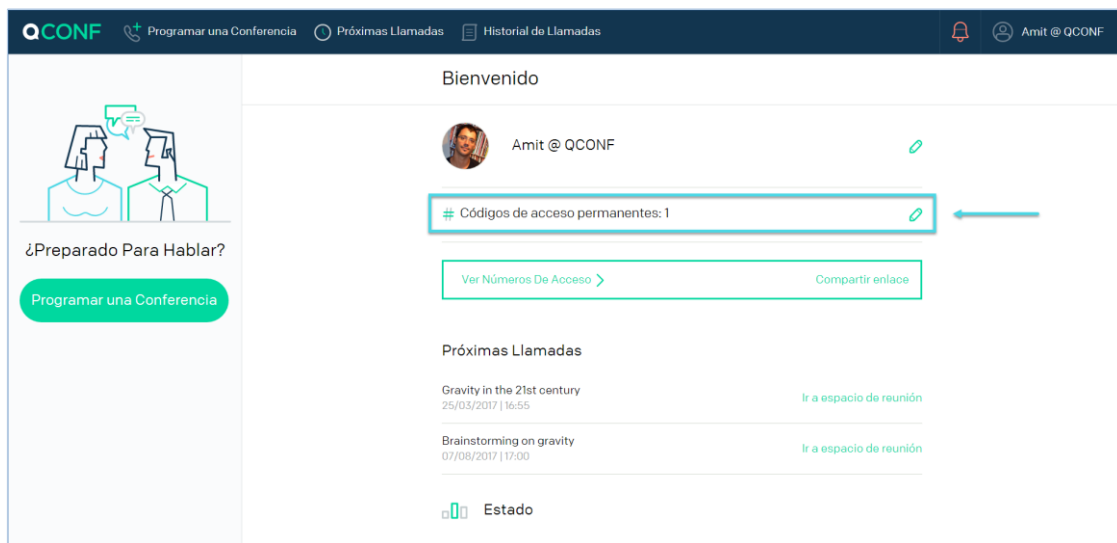 QCONF Programar una Conferencia Próximas Llamadas Historial de Llamadas Amit @ QCONF
Bienvenido
Amit @ QCONF
# Códigos de acceso permanentes: 1
¿Preparado Para Hablar?
Programar una Conferencia
Ver Números De Acceso > Compartir enlace
Próximas Llamadas
Gravity in the 21st century
25/03/2017 | 16:55
Ir a espacio de reunión
Brainstorming on gravity
07/08/2017 | 17:00
Ir a espacio de reunión
Estado